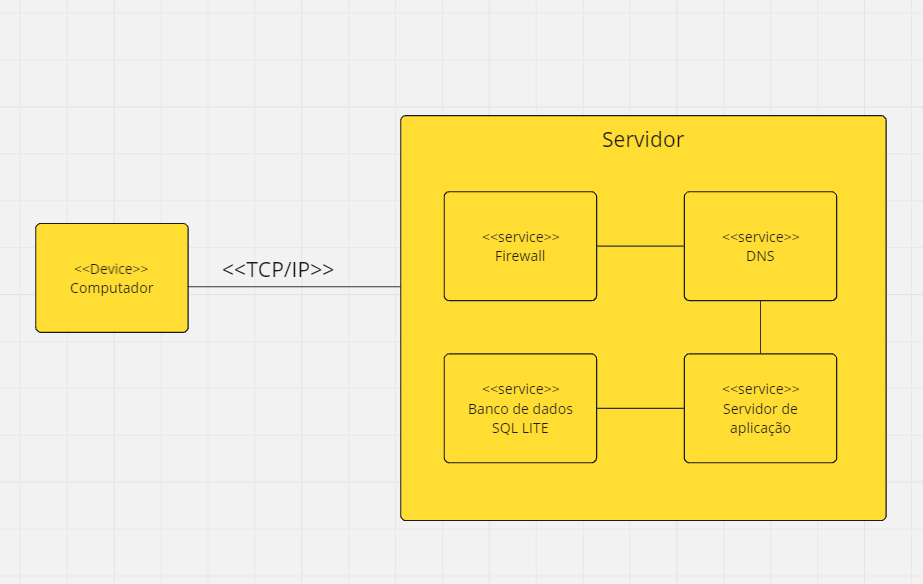 Servidor
<<service>>
Firewall
<<service>>
DNS
<<Device>>
Computador
<<TCP/IP>>
<<service>>
Banco de dados
SQL LITE
<<service>>
Servidor de
aplicação